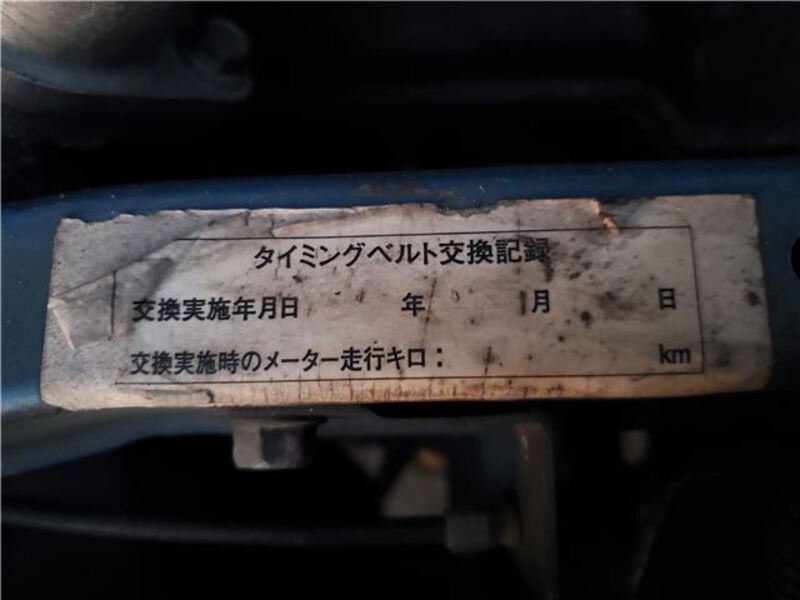 タイミングベルト交換記録
交換実施年月日 年 月 日
交換実施時のメーター走行キロ： km